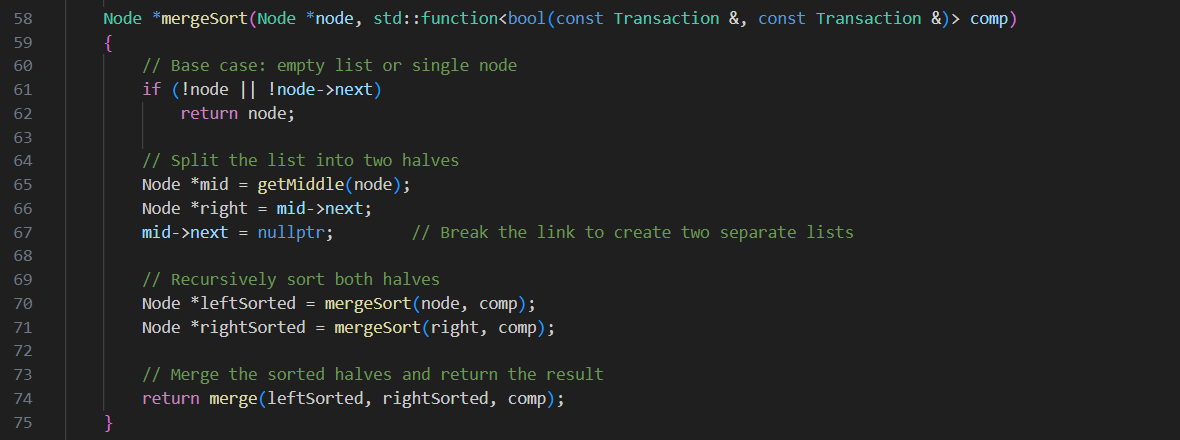 58 Node *mergeSort(Node *node, std::function<bool(const Transaction &, const Transaction &)> comp)
59 {
60 // Base case: empty list or single node
61 if (!node || !node->next)
62 return node;
63
64 // Split the list into two halves
65 Node *mid = getMiddle(node);
66 Node *right = mid->next;
67 mid->next = nullptr;        // Break the link to create two separate lists
68
69 // Recursively sort both halves
70 Node *leftSorted = mergeSort(node, comp);
71 Node *rightSorted = mergeSort(right, comp);
72
73 // Merge the sorted halves and return the result
74 return merge(leftSorted, rightSorted, comp);
75 }